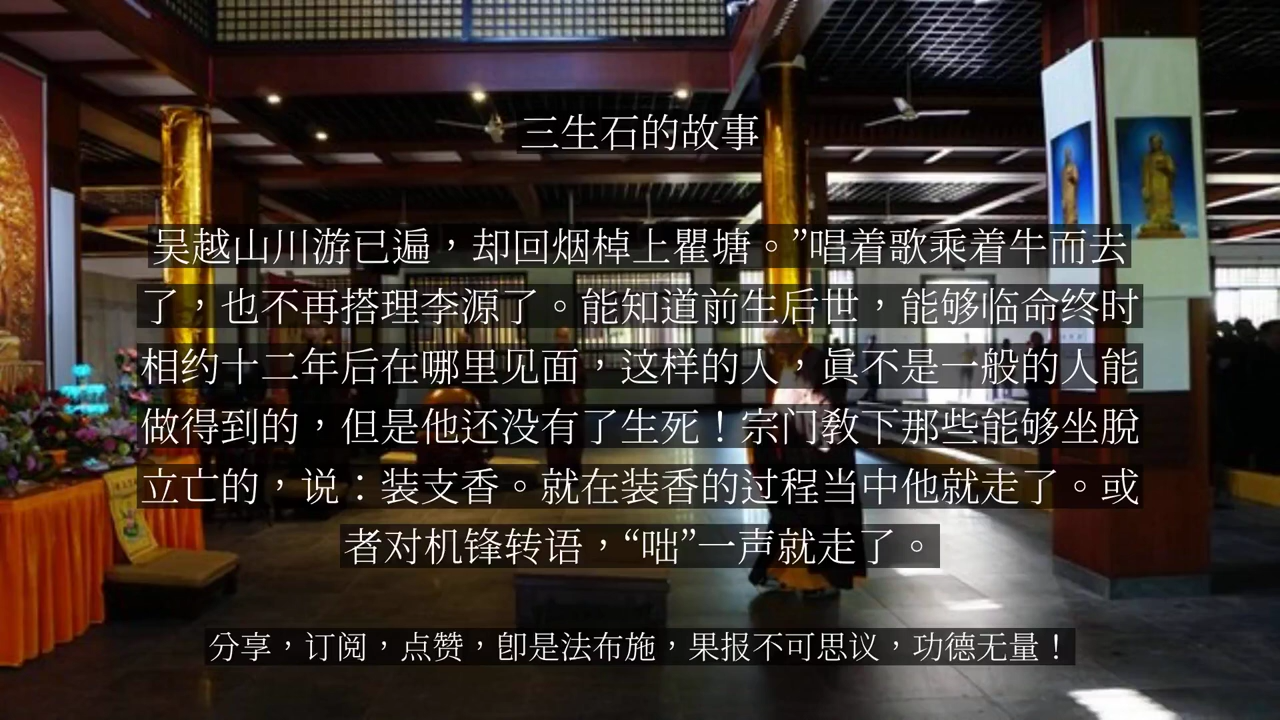 三生石的故事
吴越山川游已遍，却回烟棹上瞿塘。”唱着歌乘着牛而去
了，也不再搭理李源了。能知道前生后世，能够临命终时
相约十二年后在哪里见面，这样的人，眞不是一般的人能
做得到的，但是他还没有了生死！宗门敎下那些能够坐脫
立亡的，说：装支香。就在装香的过程当中他就走了。或
者对机锋转语，“咄”一声就走了。
分享，订阅，点赞，卽是法布施，果报不可思议，功德无量！